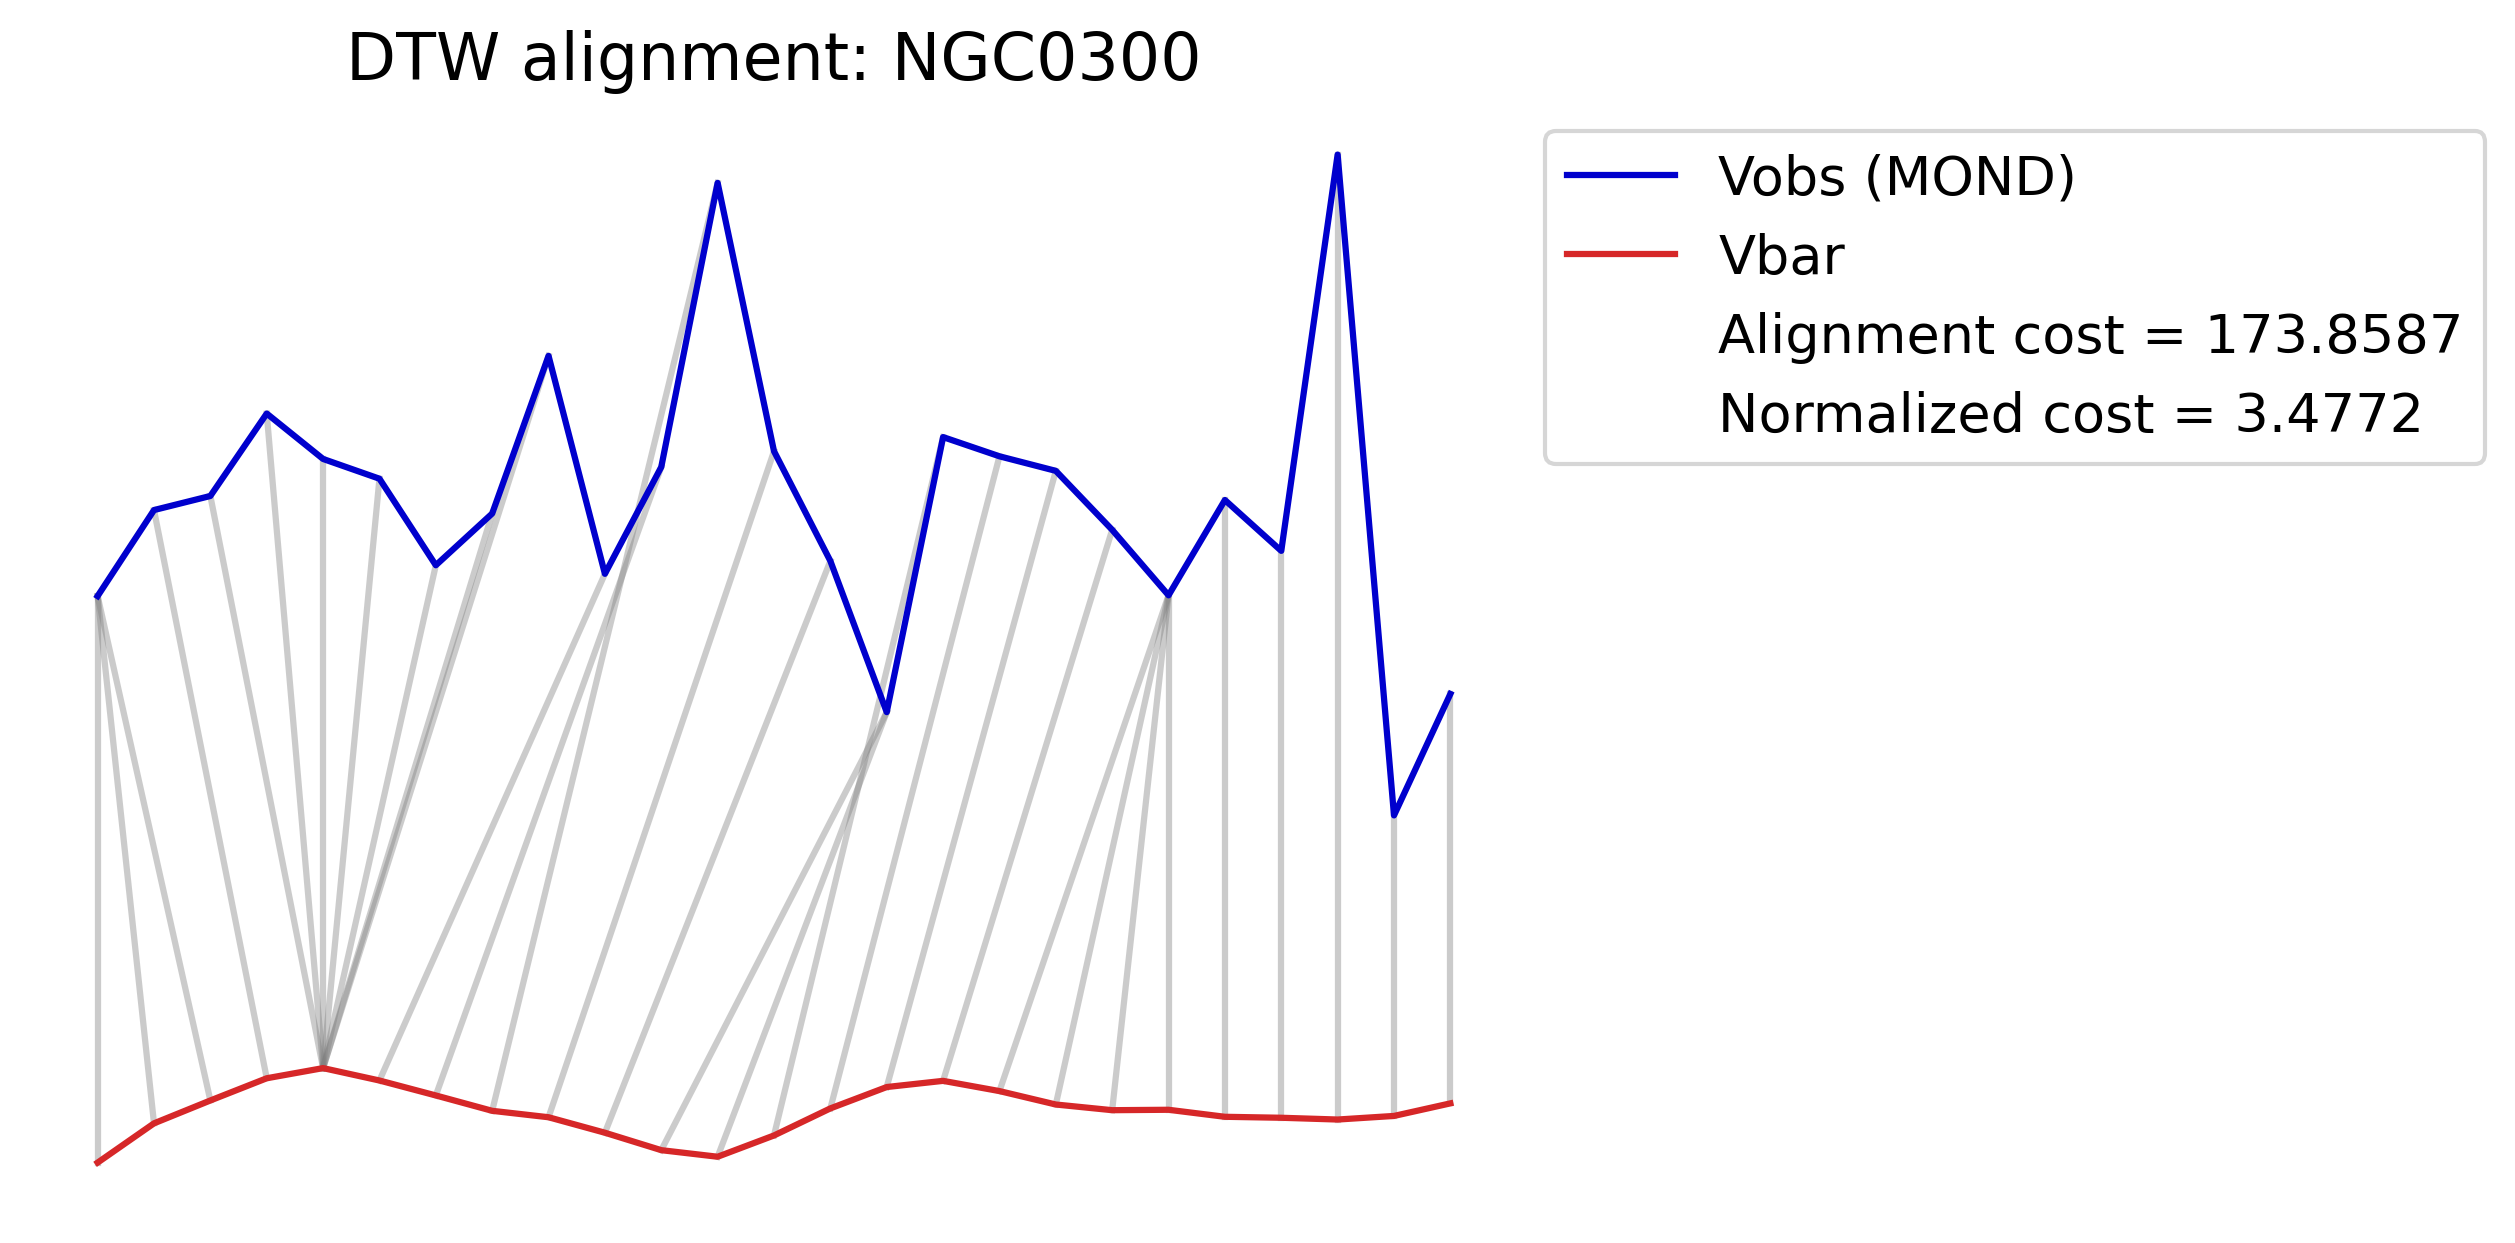 DTW alignment: NGC0300
Vobs (MOND)
Vbar
Alignment cost = 173.8587
Normalized cost = 3.4772